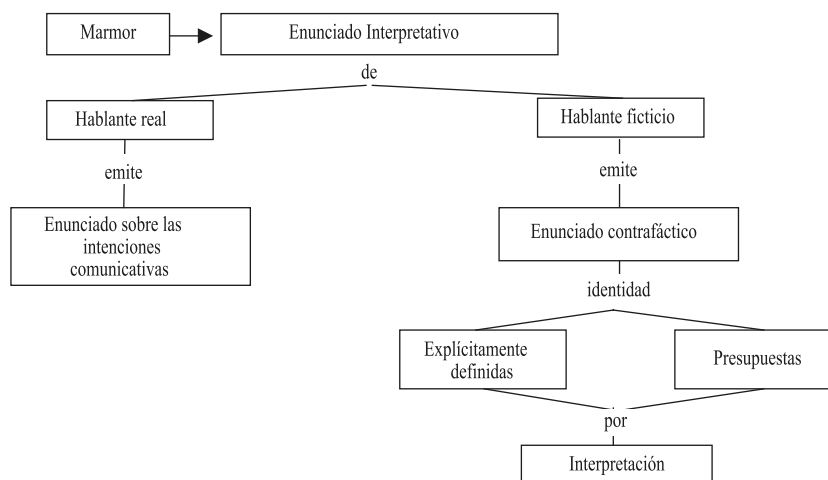 Marmor
Enunciado Interpretativo
de
Hablante real
Hablante ficticio
emite
emite
Enunciado sobre las
intenciones
comunicativas
Enunciado contrafáctico
identidad
Explícitamente
definidas
Presupuestas
por
Interpretación